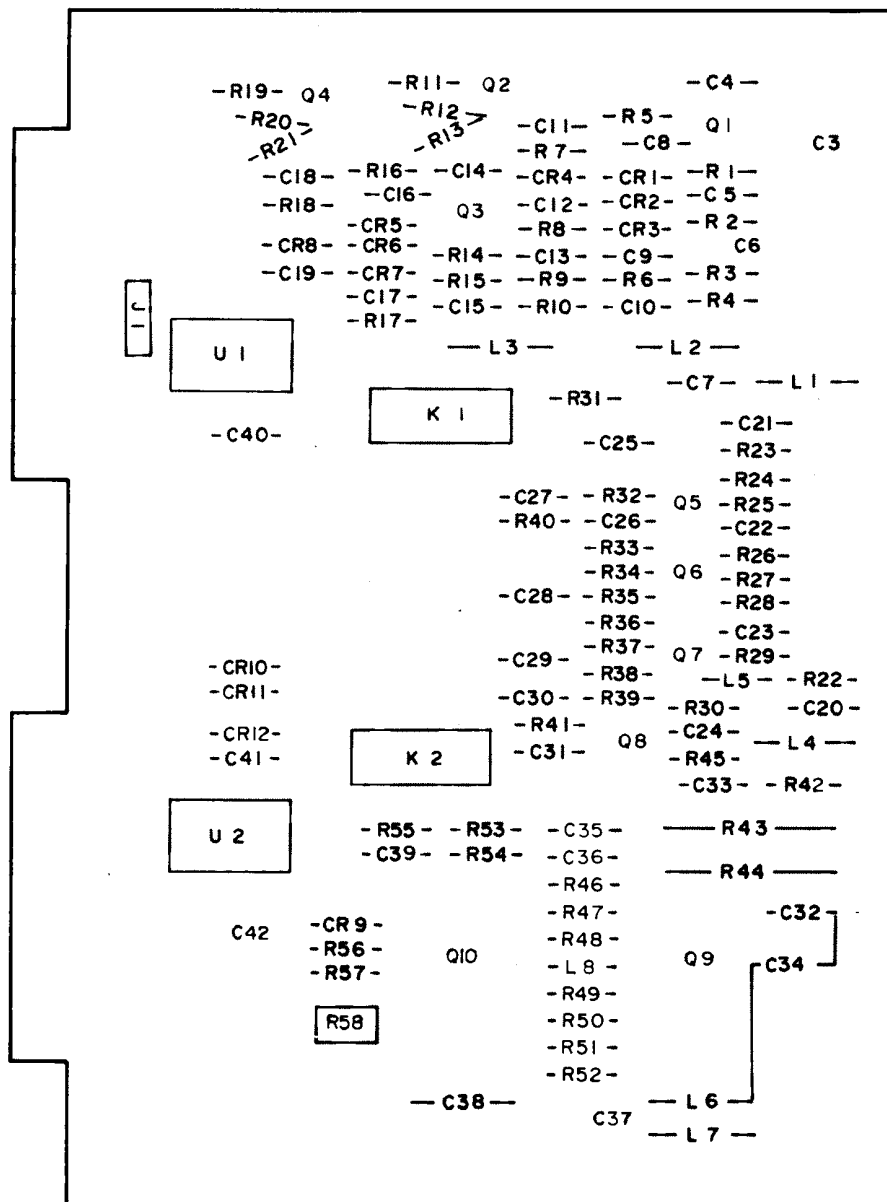 -R19- Q4 -R11- Q2 -C4-
-R20- -R12- -C11- -R5- Q1
-R21> -R13> -R7- -C8- C3
-C18- -R16- -C14- -CR4- -CR1- -R1-
-R18- -C16- Q3 -C12- -CR2- -C5-
-CR5- -R8- -CR3- -R2-
-CR8- -CR6- -R14- -C13- -C9- C6
-C19- -CR7- -R15- -R9- -R6- -R3-
-C17- -C15- -R10- -C10- -R4-
-R17-
J1
U1 -L3- -L2-
-C7- -L1-
K1 -R31-
-C40- -C25- -C21-
-R23-
-R24-
-C27- -R32- Q5 -R25-
-R40- -C26- -C22-
-R33- -R26-
-R34- Q6 -R27-
-C28- -R35- -R28-
-R36- -C23-
-CR10- -C29- -R37- Q7 -R29-
-CR11- -R38- -L5- -R22-
-C30- -R39- -R30- -C20-
-CR12- -R41- Q8 -C24- -L4-
-C41- K2 -C31- -R45-
-C33- -R42-
U2 -R55- -R53- -C35- -R43-
-C39- -R54- -C36- -R44-
-R46-
-CR9- -R47- -C32-
C42 -R56- Q10 -R48- Q9
-R57- -L8- -C34-
-R49-
R58 -R50-
-R51-
-R52-
-C38- C37 -L6-
-L7-